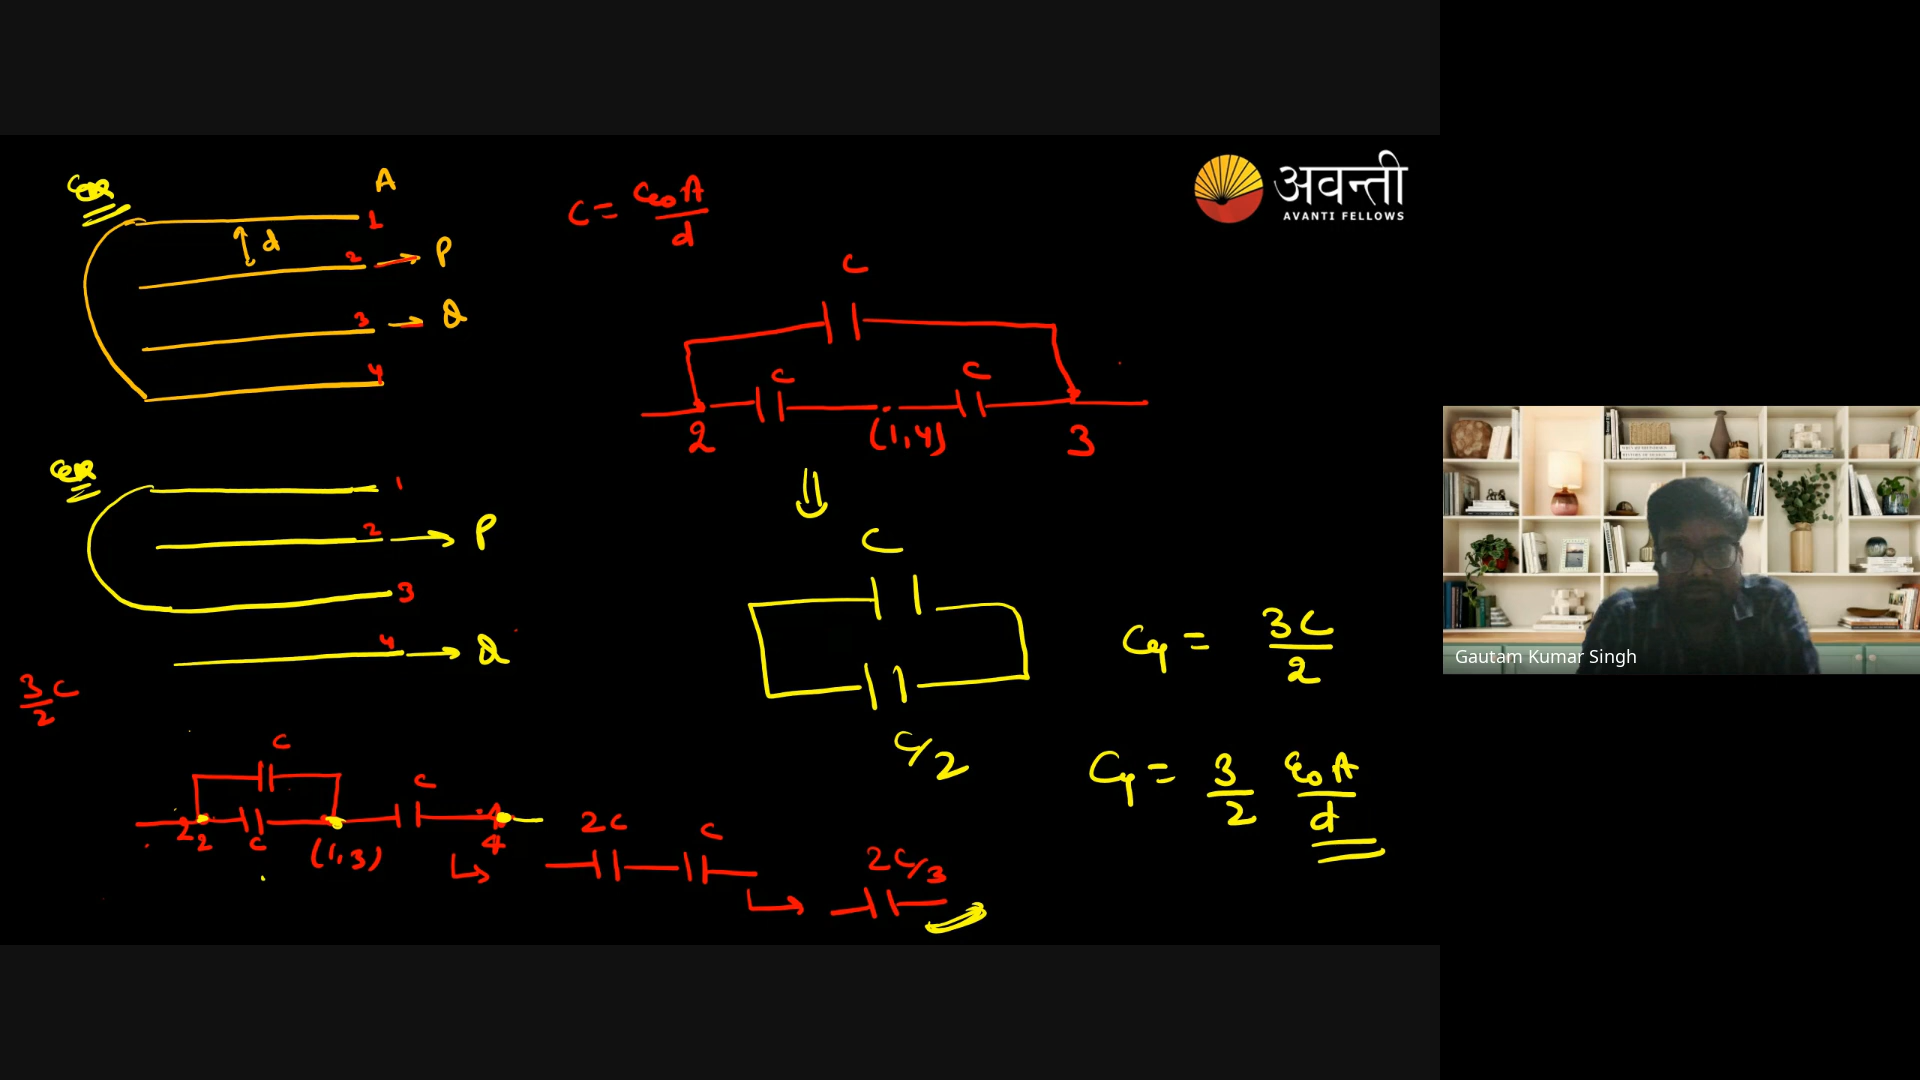 अवन्ती
AVANTI FELLOWS
A
1
d
2
P
3
Q
4
C = ε₀A/d
C
C
C
2
(1,4)
3
C
C/2
Cq = 3C/2
Cq = 3/2 ε₀A/d
1
2
P
3
4
Q
3C/2
C
C
C
2
2
(1,3)
4
2C
C
2C/3
Gautam Kumar Singh